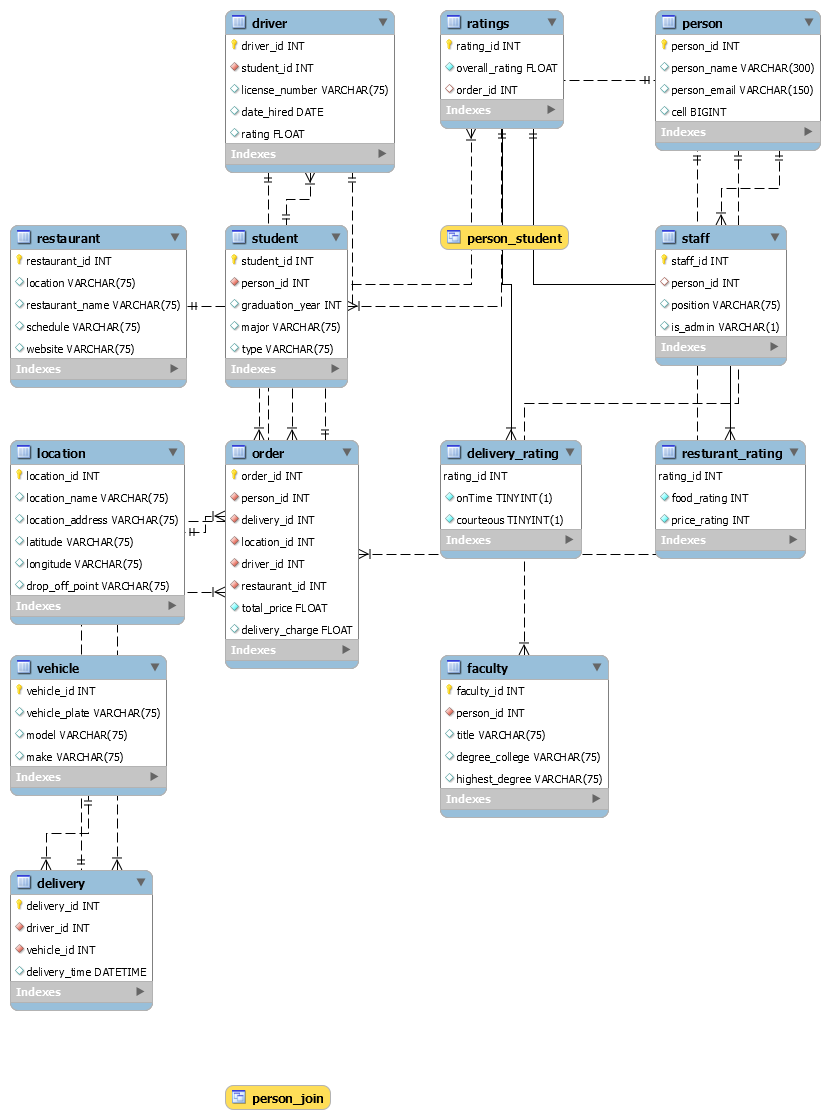 driver
driver_id INT
student_id INT
license_number VARCHAR(75)
date_hired DATE
rating FLOAT
Indexes
ratings
rating_id INT
overall_rating FLOAT
order_id INT
Indexes
person
person_id INT
person_name VARCHAR(300)
person_email VARCHAR(150)
cell BIGINT
Indexes
restaurant
restaurant_id INT
location VARCHAR(75)
restaurant_name VARCHAR(75)
schedule VARCHAR(75)
website VARCHAR(75)
Indexes
student
student_id INT
person_id INT
graduation_year INT
major VARCHAR(75)
type VARCHAR(75)
Indexes
person_student
staff
staff_id INT
person_id INT
position VARCHAR(75)
is_admin VARCHAR(1)
Indexes
location
location_id INT
location_name VARCHAR(75)
location_address VARCHAR(75)
latitude VARCHAR(75)
longitude VARCHAR(75)
drop_off_point VARCHAR(75)
Indexes
order
order_id INT
person_id INT
delivery_id INT
location_id INT
driver_id INT
restaurant_id INT
total_price FLOAT
delivery_charge FLOAT
Indexes
delivery_rating
rating_id INT
onTime TINYINT(1)
courteous TINYINT(1)
Indexes
resturant_rating
rating_id INT
food_rating INT
price_rating INT
Indexes
vehicle
vehicle_id INT
vehicle_plate VARCHAR(75)
model VARCHAR(75)
make VARCHAR(75)
Indexes
faculty
faculty_id INT
person_id INT
title VARCHAR(75)
degree_college VARCHAR(75)
highest_degree VARCHAR(75)
Indexes
delivery
delivery_id INT
driver_id INT
vehicle_id INT
delivery_time DATETIME
Indexes
person_join